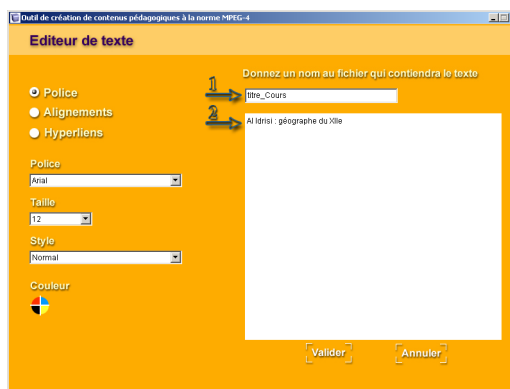 Outil de création de contenus pédagogiques à la norme MPEG-4
Editeur de texte
Police
Alignements
Hyperliens
Police
Arial
Taille
12
Style
Normal
Couleur
1
Donnez un nom au fichier qui contiendra le texte
titre_Cours
2
Al Idrisi : géographe du XIIe
Valider
Annuler